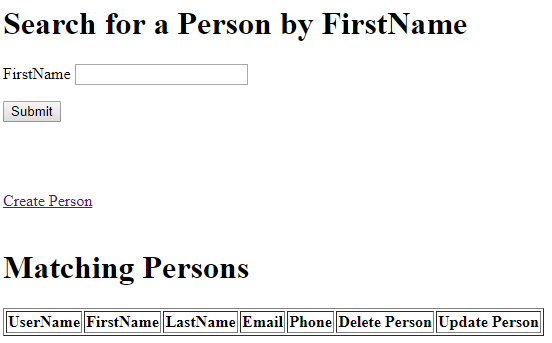 Search for a Person by FirstName
FirstName
Submit
Create Person
Matching Persons
UserName FirstName LastName Email Phone Delete Person Update Person